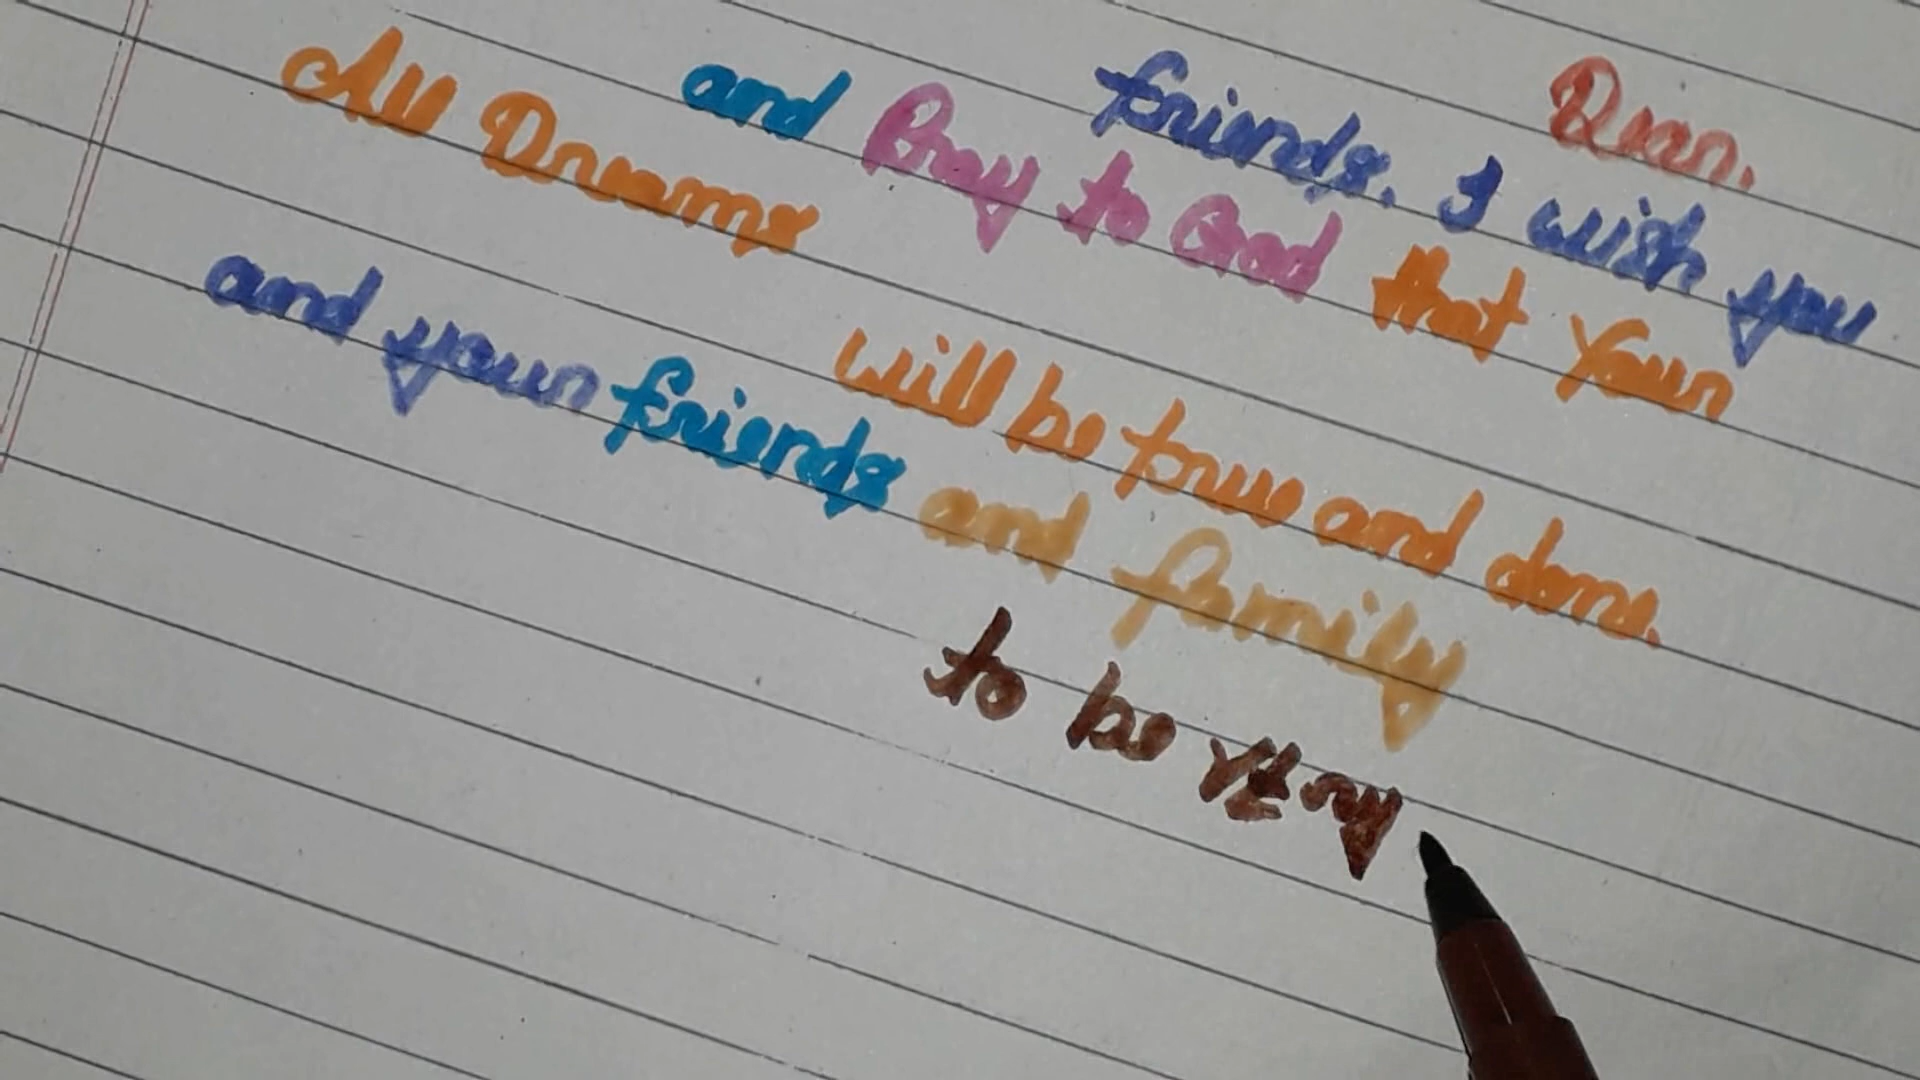 Dear,
friends, I wish you
and Pray to God that Your
All Dreams
will be true and done.
and your friends and family
to be very